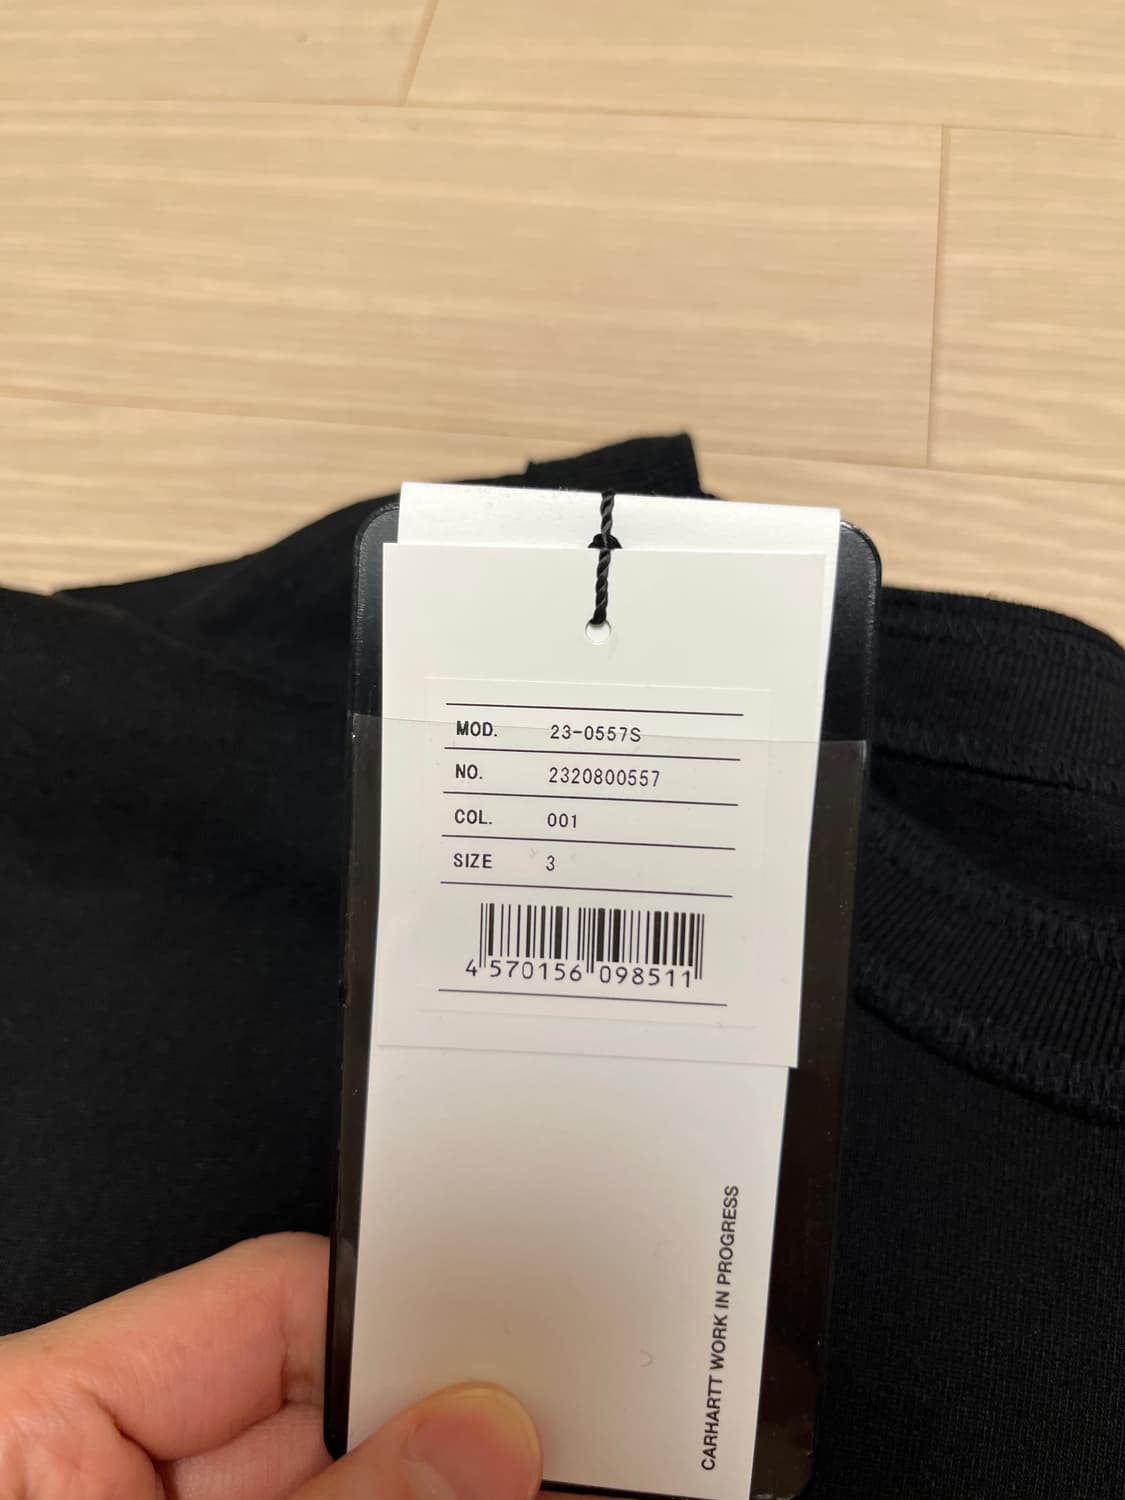 MOD. 23-0557S
NO. 2320800557
COL. 001
SIZE 3
4 570156 098511
CARHARTT WORK IN PROGRESS